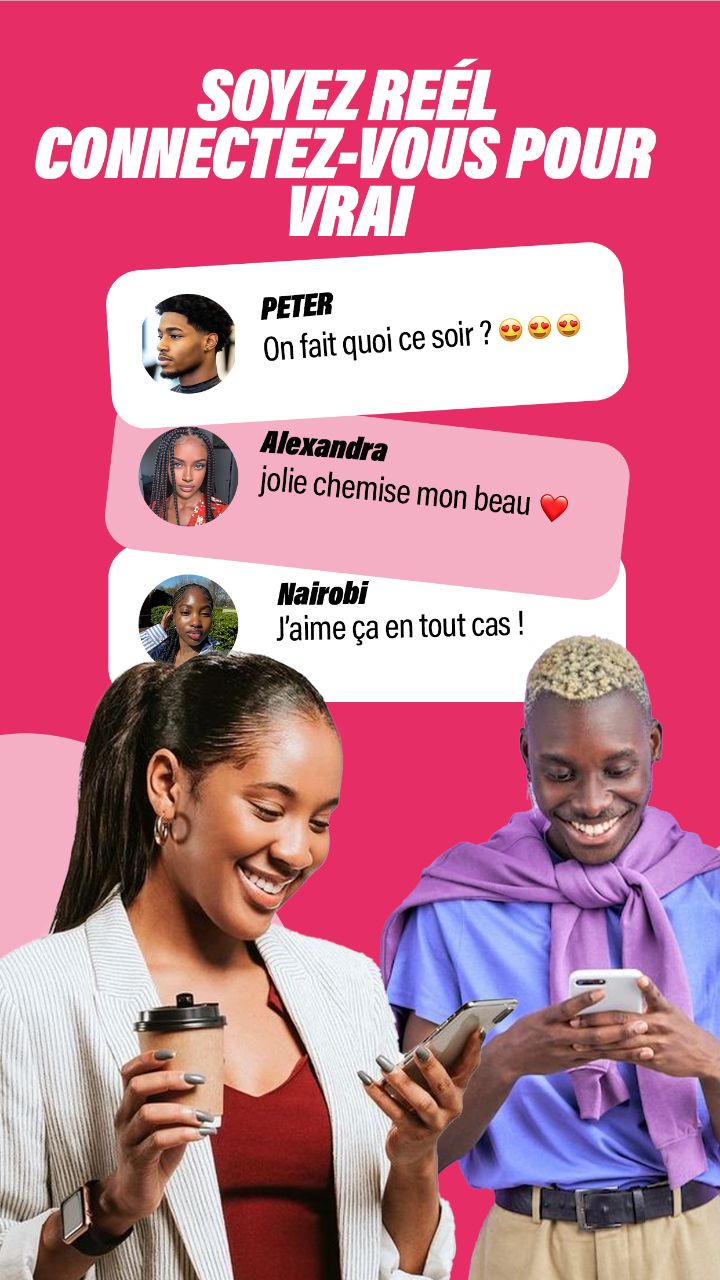 SOYEZ REÉL
CONNECTEZ-VOUS POUR
VRAI
PETER
On fait quoi ce soir ? 😍😍😍
Alexandra
jolie chemise mon beau ❤️
Nairobi
J'aime ça en tout cas !